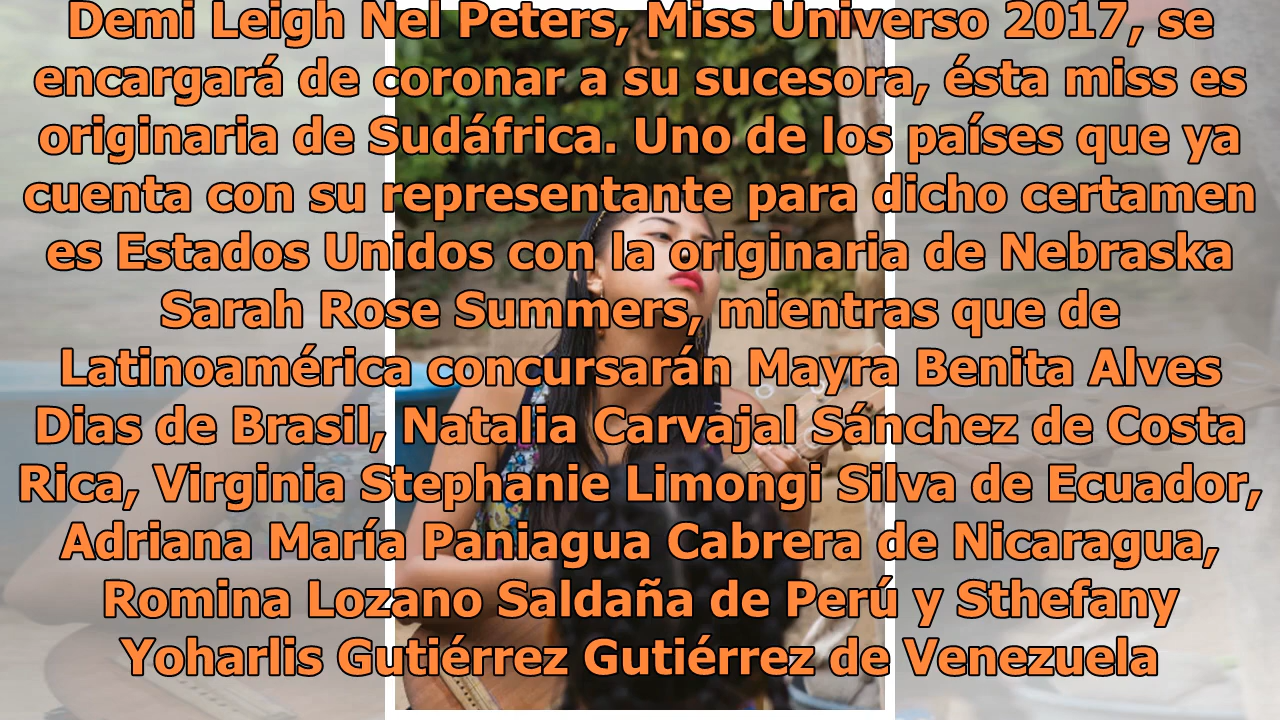 Demi Leigh Nel Peters, Miss Universo 2017, se
encargará de coronar a su sucesora, ésta miss es
originaria de Sudáfrica. Uno de los países que ya
cuenta con su representante para dicho certamen
es Estados Unidos con la originaria de Nebraska
Sarah Rose Summers, mientras que de
Latinoamérica concursarán Mayra Benita Alves
Dias de Brasil, Natalia Carvajal Sánchez de Costa
Rica, Virginia Stephanie Limongi Silva de Ecuador,
Adriana María Paniagua Cabrera de Nicaragua,
Romina Lozano Saldaña de Perú y Sthefany
Yoharlis Gutiérrez Gutiérrez de Venezuela